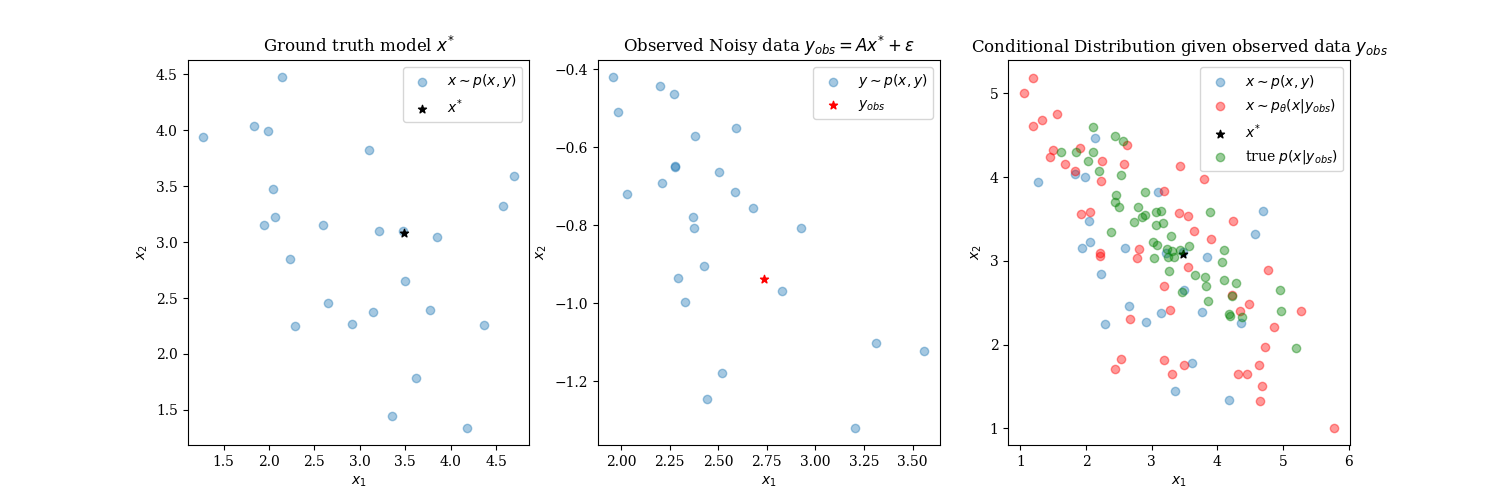 Ground truth model $x^*$
$x \sim p(x, y)$
$x^*$
4.5
4.0
3.5
3.0
2.5
2.0
1.5
$x_2$
1.5 2.0 2.5 3.0 3.5 4.0 4.5
$x_1$
Observed Noisy data $y_{obs} = Ax^* + \varepsilon$
$y \sim p(x, y)$
$y_{obs}$
−0.4
−0.6
−0.8
−1.0
−1.2
$x_2$
2.00 2.25 2.50 2.75 3.00 3.25 3.50
$x_1$
Conditional Distribution given observed data $y_{obs}$
$x \sim p(x, y)$
$x \sim p_\theta(x|y_{obs})$
$x^*$
true $p(x|y_{obs})$
5
4
3
2
1
$x_2$
1 2 3 4 5 6
$x_1$